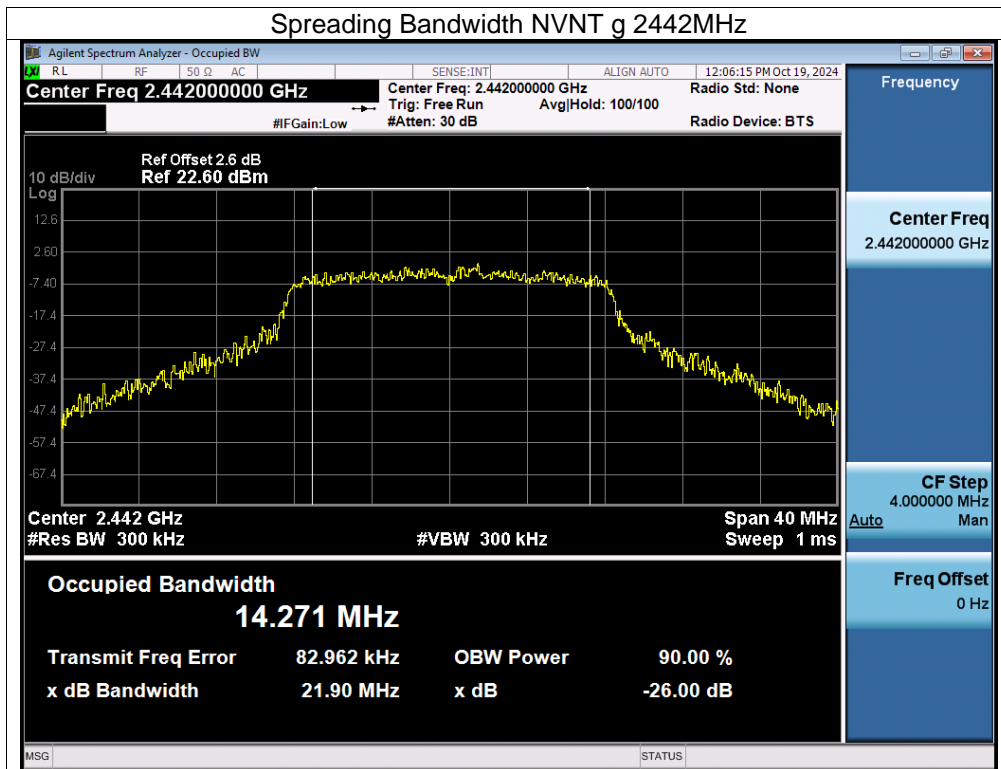 Spreading Bandwidth NVNT g 2442MHz
Agilent Spectrum Analyzer - Occupied BW
LXI RL RF 50 Ω AC SENSE:INT ALIGN AUTO 12:06:15 PM Oct 19, 2024
Center Freq 2.442000000 GHz Center Freq: 2.442000000 GHz Radio Std: None Frequency
Trig: Free Run Avg|Hold: 100/100
#IFGain:Low #Atten: 30 dB Radio Device: BTS
Ref Offset 2.6 dB
10 dB/div Ref 22.60 dBm
Log
12.6
2.60
-7.40
-17.4
-27.4
-37.4
-47.4
-57.4
-67.4
Center 2.442 GHz Span 40 MHz
#Res BW 300 kHz #VBW 300 kHz Sweep 1 ms
Center Freq
2.442000000 GHz
CF Step
4.000000 MHz
Auto Man
Freq Offset
0 Hz
Occupied Bandwidth
14.271 MHz
Transmit Freq Error 82.962 kHz OBW Power 90.00 %
x dB Bandwidth 21.90 MHz x dB -26.00 dB
MSG STATUS